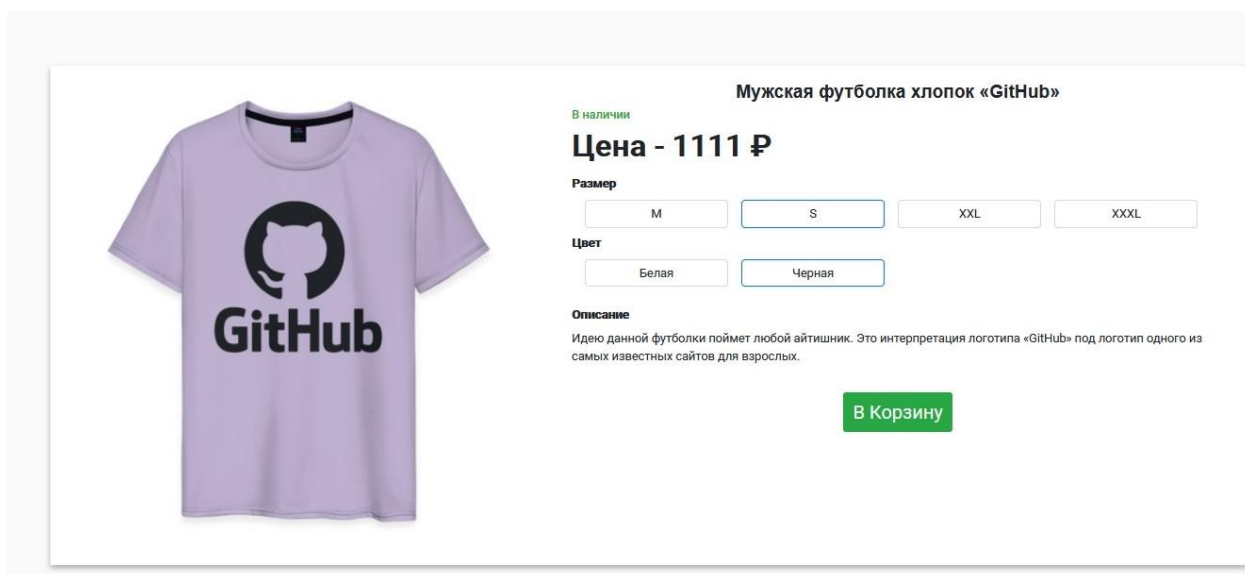 Мужская футболка хлопок «GitHub»
В наличии
Цена - 1111 ₽
Размер
M
S
XXL
XXXL
Цвет
Белая
Черная
Описание
Идею данной футболки поймет любой айтишник. Это интерпретация логотипа «GitHub» под логотип одного из
самых известных сайтов для взрослых.
В Корзину
GitHub